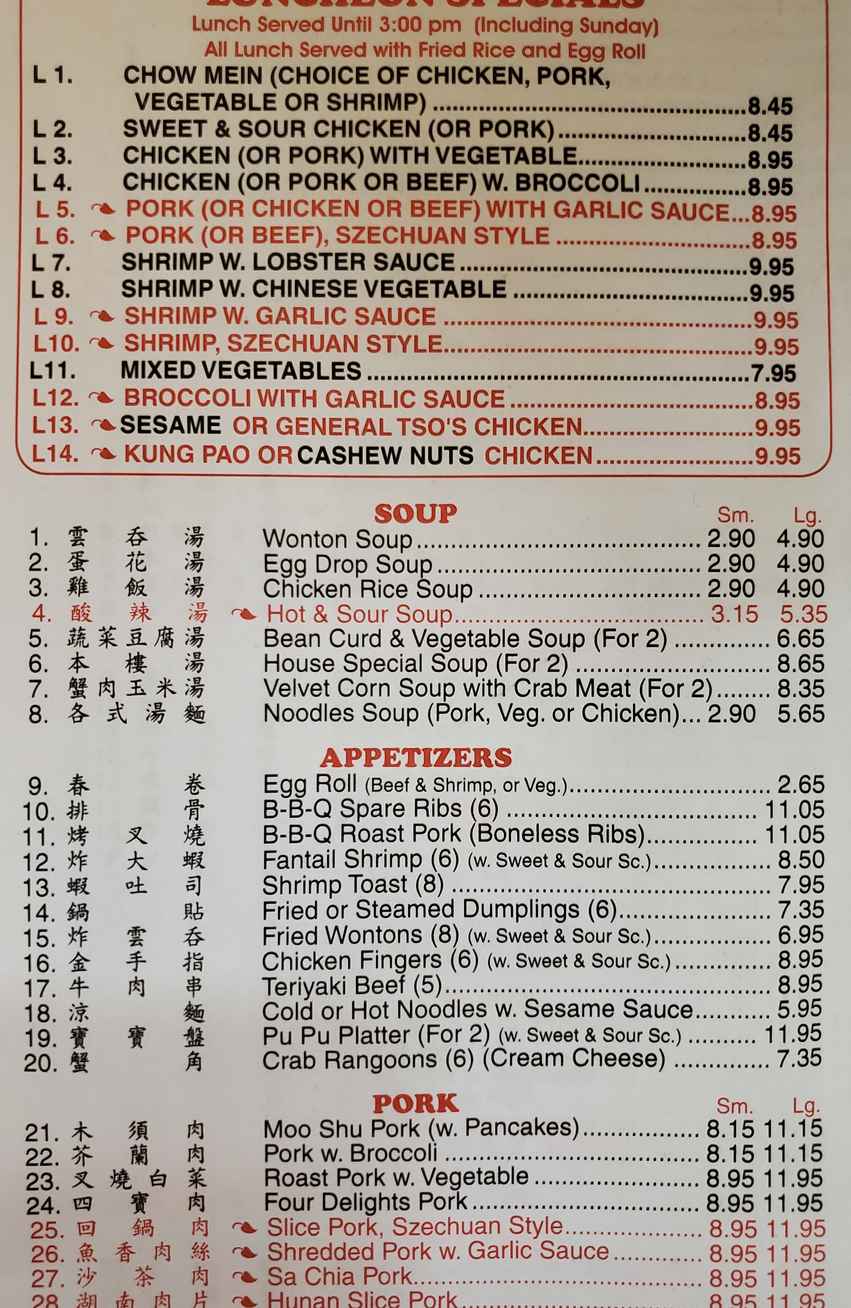 LUNCHEON SPECIALS
Lunch Served Until 3:00 pm (Including Sunday)
All Lunch Served with Fried Rice and Egg Roll
L 1. CHOW MEIN (CHOICE OF CHICKEN, PORK,
VEGETABLE OR SHRIMP) ........ 8.45
L 2. SWEET & SOUR CHICKEN (OR PORK) ........ 8.45
L 3. CHICKEN (OR PORK) WITH VEGETABLE ........ 8.95
L 4. CHICKEN (OR PORK OR BEEF) W. BROCCOLI ........ 8.95
L 5. PORK (OR CHICKEN OR BEEF) WITH GARLIC SAUCE...8.95
L 6. PORK (OR BEEF), SZECHUAN STYLE ........ 8.95
L 7. SHRIMP W. LOBSTER SAUCE ........ 9.95
L 8. SHRIMP W. CHINESE VEGETABLE ........ 9.95
L 9. SHRIMP W. GARLIC SAUCE ........ 9.95
L10. SHRIMP, SZECHUAN STYLE ........ 9.95
L11. MIXED VEGETABLES ........ 7.95
L12. BROCCOLI WITH GARLIC SAUCE ........ 8.95
L13. SESAME OR GENERAL TSO'S CHICKEN ........ 9.95
L14. KUNG PAO OR CASHEW NUTS CHICKEN ........ 9.95
SOUP Sm. Lg.
1. 雲吞湯 Wonton Soup ........ 2.90 4.90
2. 蛋花湯 Egg Drop Soup ........ 2.90 4.90
3. 雞飯湯 Chicken Rice Soup ........ 2.90 4.90
4. 酸辣湯 Hot & Sour Soup ........ 3.15 5.35
5. 蔬菜豆腐湯 Bean Curd & Vegetable Soup (For 2) ........ 6.65
6. 本樓湯 House Special Soup (For 2) ........ 8.65
7. 蟹肉玉米湯 Velvet Corn Soup with Crab Meat (For 2) ........ 8.35
8. 各式湯麵 Noodles Soup (Pork, Veg. or Chicken)... 2.90 5.65
APPETIZERS
9. 春卷 Egg Roll (Beef & Shrimp, or Veg.) ........ 2.65
10. 排骨 B-B-Q Spare Ribs (6) ........ 11.05
11. 烤叉燒 B-B-Q Roast Pork (Boneless Ribs) ........ 11.05
12. 炸大蝦 Fantail Shrimp (6) (w. Sweet & Sour Sc.) ........ 8.50
13. 蝦吐司 Shrimp Toast (8) ........ 7.95
14. 鍋貼 Fried or Steamed Dumplings (6) ........ 7.35
15. 炸雲吞 Fried Wontons (8) (w. Sweet & Sour Sc.) ........ 6.95
16. 金手指 Chicken Fingers (6) (w. Sweet & Sour Sc.) ........ 8.95
17. 牛肉串 Teriyaki Beef (5) ........ 8.95
18. 涼麵 Cold or Hot Noodles w. Sesame Sauce ........ 5.95
19. 寶寶盤 Pu Pu Platter (For 2) (w. Sweet & Sour Sc.) ........ 11.95
20. 蟹角 Crab Rangoons (6) (Cream Cheese) ........ 7.35
PORK Sm. Lg.
21. 木須肉 Moo Shu Pork (w. Pancakes) ........ 8.15 11.15
22. 芥蘭肉 Pork w. Broccoli ........ 8.15 11.15
23. 叉燒白菜 Roast Pork w. Vegetable ........ 8.95 11.95
24. 四寶肉 Four Delights Pork ........ 8.95 11.95
25. 回鍋肉 Slice Pork, Szechuan Style ........ 8.95 11.95
26. 魚香肉絲 Shredded Pork w. Garlic Sauce ........ 8.95 11.95
27. 沙茶肉 Sa Chia Pork ........ 8.95 11.95
28. 湖南肉片 Hunan Slice Pork ........ 8.95 11.95